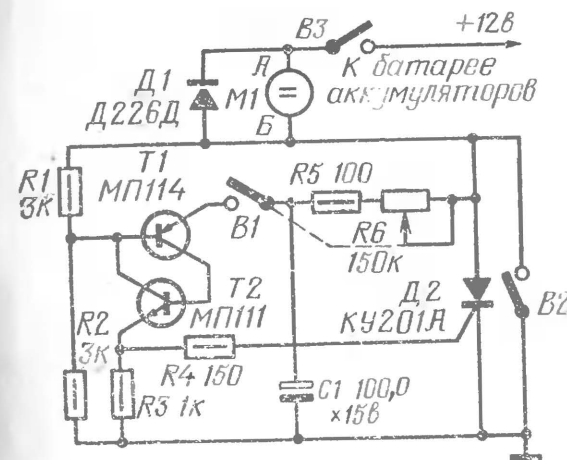 В3
+12в
А
К батарее
аккумуляторов
Д1
Д226Д
М1
Б
R1
3к
Т1
МП114
В1
R5 100
R6
150к
Т2
МП111
Д2
КУ201А
В2
R2
3к
R4 150
R3 1к
С1 100,0
×15в